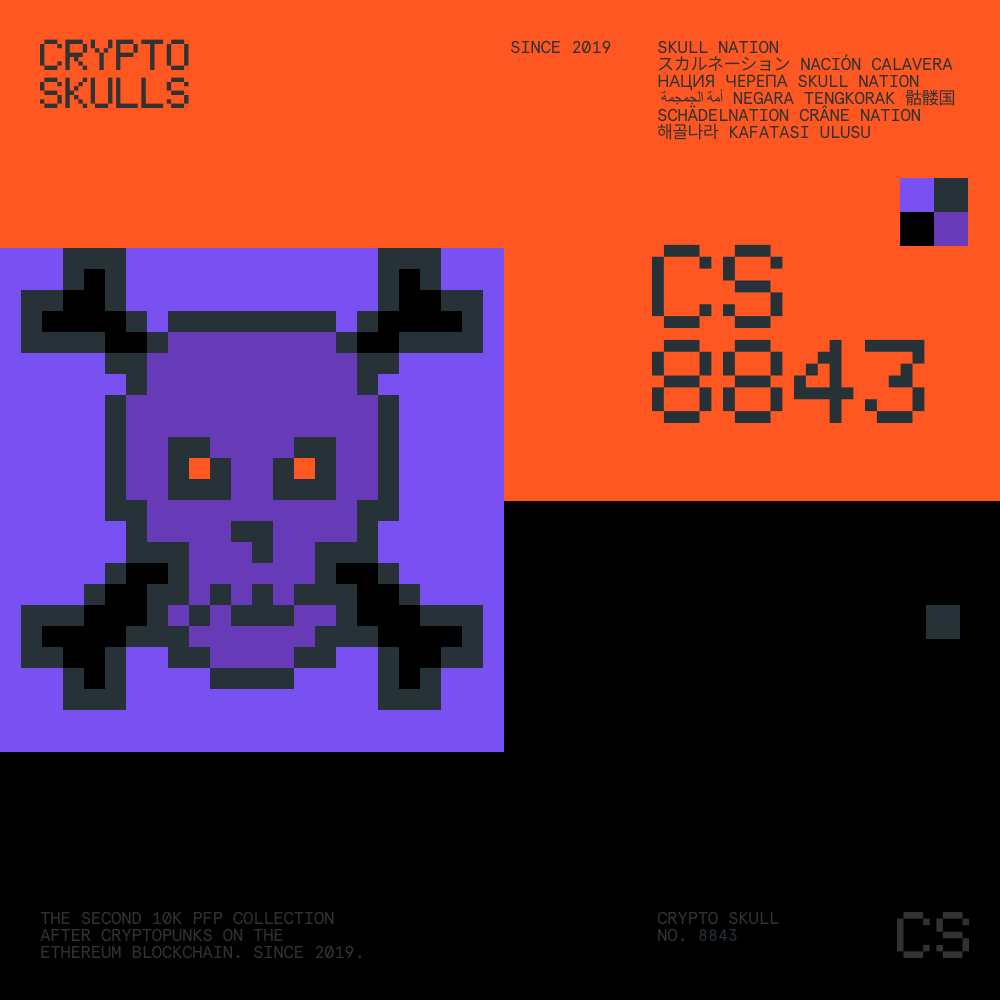 CRYPTO
SKULLS
SINCE 2019
SKULL NATION
スカルネーション NACIÓN CALAVERA
НАЦИЯ ЧЕРЕПА SKULL NATION
أمة الجمجمة NEGARA TENGKORAK 骷髅国
SCHÄDELNATION CRÂNE NATION
해골나라 KAFATASI ULUSU
CS
8843
THE SECOND 10K PFP COLLECTION
AFTER CRYPTOPUNKS ON THE
ETHEREUM BLOCKCHAIN. SINCE 2019.
CRYPTO SKULL
NO. 8843
CS